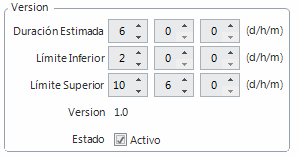 Version
Duración Estimada 6 0 0 (d/h/m)
Límite Inferior 2 0 0 (d/h/m)
Límite Superior 10 6 0 (d/h/m)
Version 1.0
Estado Activo